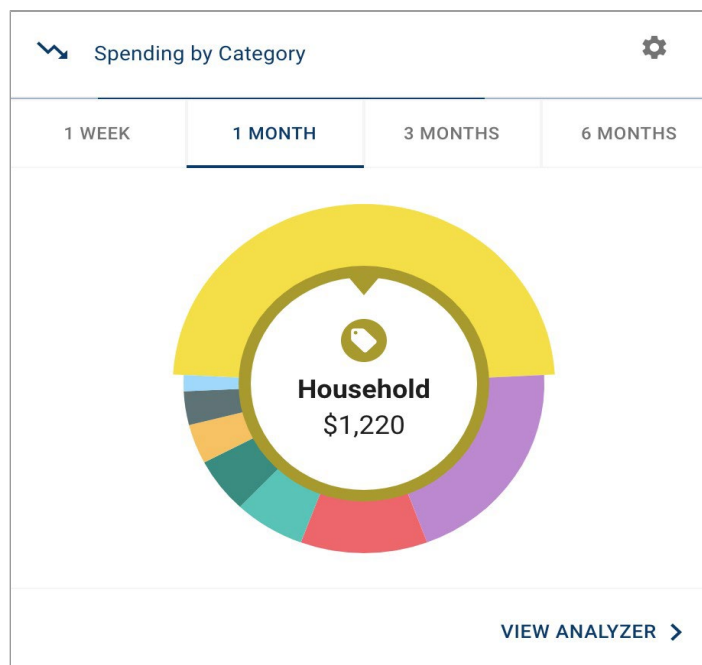 Spending by Category
1 WEEK
1 MONTH
3 MONTHS
6 MONTHS
Household
$1,220
VIEW ANALYZER